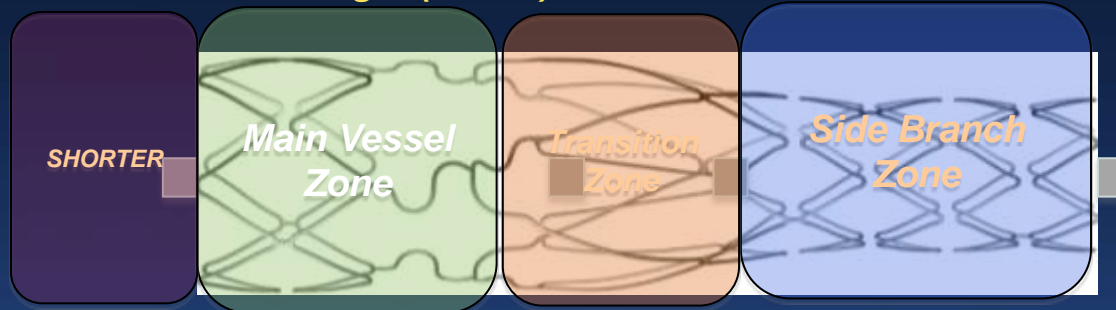 SHORTER
Main Vessel
Zone
Transition
Zone
Side Branch
Zone